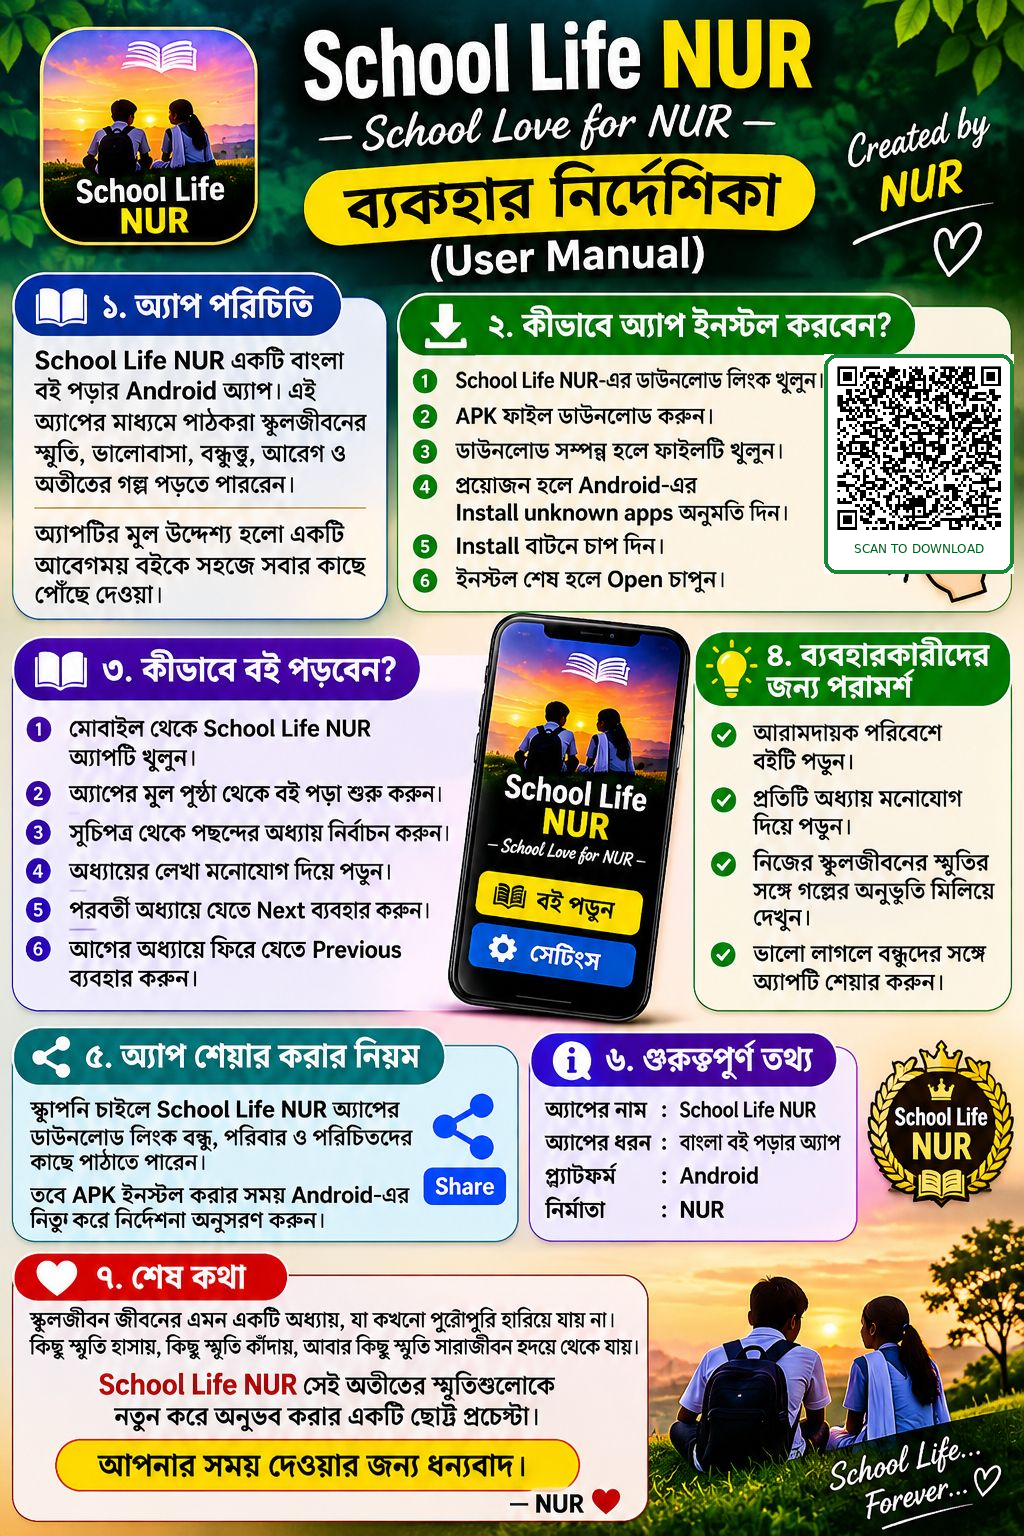 School Life
NUR
School Life NUR
— School Love for NUR —
ব্যকহার নির্দেশিকা
(User Manual)
Created by
NUR
১. অ্যাপ পরিচিতি
School Life NUR একটি বাংলা
বই পড়ার Android অ্যাপ। এই
অ্যাপের মাধ্যমে পাঠকরা স্কুলজীবনের
স্মৃতি, ভালোবাসা, বন্ধুত্ব, আরেগ ও
অতীতের গল্প পড়তে পাররেন।
অ্যাপটির মুল উদ্দেশ্য হলো একটি
আবেগময় বইকে সহজে সবার কাছে
পৌঁছে দেওয়া।
২. কীভাবে অ্যাপ ইনস্টল করবেন?
1 School Life NUR-এর ডাউনলোড লিংক খুলুন।
2 APK ফাইল ডাউনলোড করুন।
3 ডাউনলোড সম্পন্ন হলে ফাইলটি খুলুন।
4 প্রয়োজন হলে Android-এর
Install unknown apps অনুমতি দিন।
5 Install বাটনে চাপ দিন।
6 ইনস্টল শেষ হলে Open চাপুন।
SCAN TO DOWNLOAD
৩. কীভাবে বই পড়বেন?
1 মোবাইল থেকে School Life NUR
অ্যাপটি খুলুন।
2 অ্যাপের মুল পৃষ্ঠা থেকে বই পড়া শুরু করুন।
3 সুচিপত্র থেকে পছন্দের অধ্যায় নির্বাচন করুন।
4 অধ্যায়ের লেখা মনোযোগ দিয়ে পড়ুন।
5 পরবর্তী অধ্যায়ে যেতে Next ব্যবহার করুন।
6 আগের অধ্যায়ে ফিরে যেতে Previous
ব্যবহার করুন।
School Life
NUR
— School Love for NUR —
বই পড়ুন
সেটিংস
৪. ব্যবহারকারীদের
জন্য পরামর্শ
আরামদায়ক পরিবেশে
বইটি পড়ুন।
প্রতিটি অধ্যায় মনোযোগ
দিয়ে পড়ুন।
নিজের স্কুলজীবনের স্মৃতির
সঙ্গে গল্পের অনুভুতি মিলিয়ে
দেখুন।
ভালো লাগলে বন্ধুদের সঙ্গে
অ্যাপটি শেয়ার করুন।
৫. অ্যাপ শেয়ার করার নিয়ম
চাইলে School Life NUR অ্যাপের
ডাউনলোড লিংক বন্ধু, পরিবার ও পরিচিতদের
কাছে পাঠাতে পারেন।
তবে APK ইনস্টল করার সময় Android-এর
করে নির্দেশনা অনুসরণ করুন।
Share
৬. তথ্য
অ্যাপের নাম : School Life NUR
অ্যাপের ধরন : বাংলা বই পড়ার অ্যাপ
: Android
নির্মাতা : NUR
School Life
NUR
৭. শেষ কথা
স্কুলজীবন জীবনের এমন একটি অধ্যায়, যা কখনো হারিয়ে যায় না।
কিছু স্মৃতি হাসায়, কিছু স্মৃতি কাঁদায়, আবার কিছু স্মৃতি সারাজীবন হৃদয়ে থেকে যায়।
School Life NUR সেই অতীতের স্মৃতিগুলোকে
নতুন করে অনুভব করার একটি ছোট্ট প্রচেস্টা।
আপনার সময় দেওয়ার জন্য ধন্যবাদ।
— NUR
School Life...
Forever...